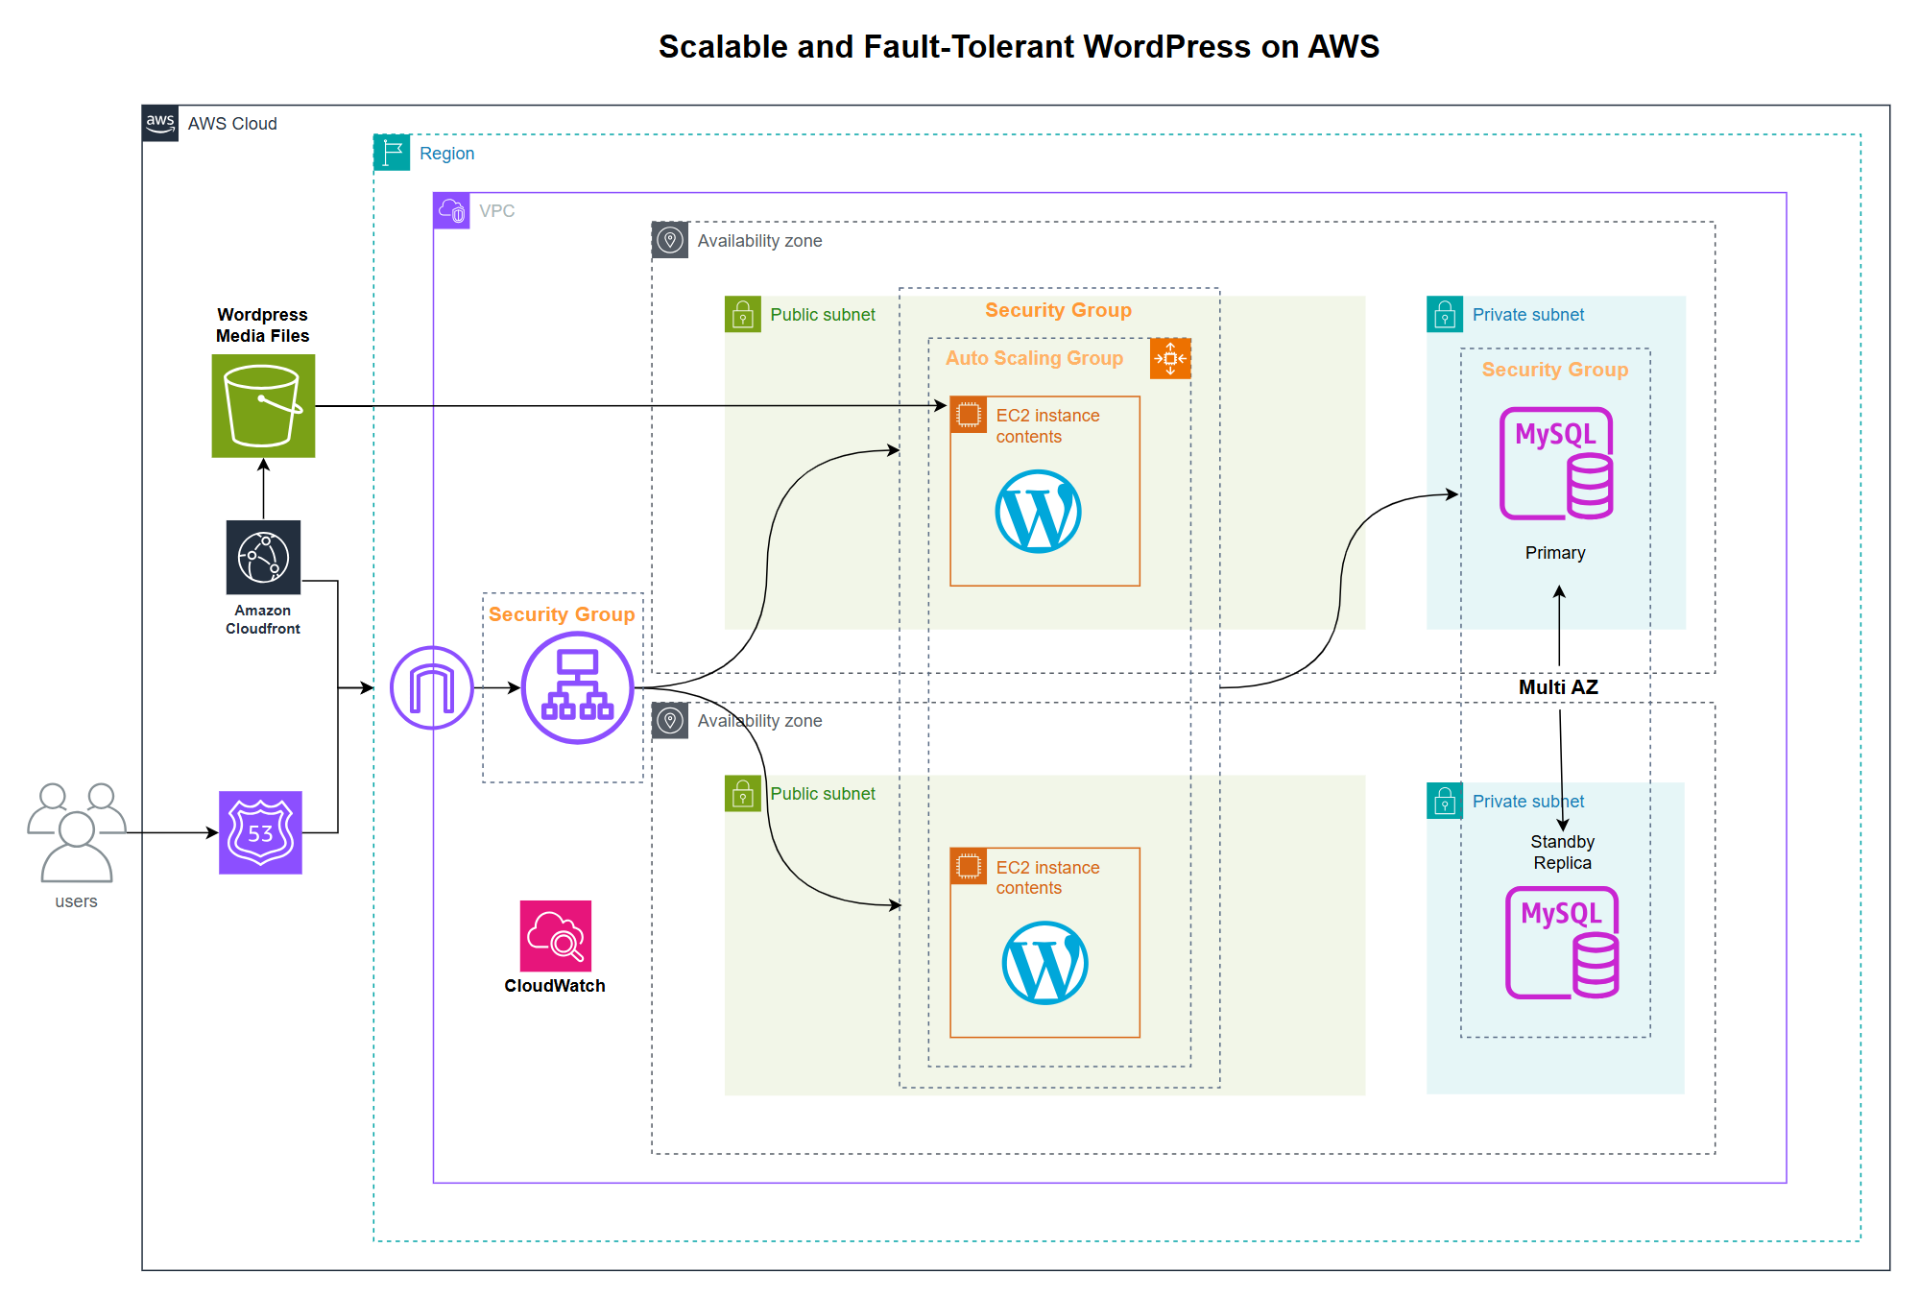 Scalable and Fault-Tolerant WordPress on AWS
aws
AWS Cloud
Region
VPC
Availability zone
Wordpress
Media Files
Public subnet
Security Group
Auto Scaling Group
EC2 instance
contents
Private subnet
Security Group
MySQL
Primary
Amazon
Cloudfront
Security Group
Multi AZ
Availability zone
Public subnet
EC2 instance
contents
Private subnet
Standby
Replica
MySQL
53
users
CloudWatch